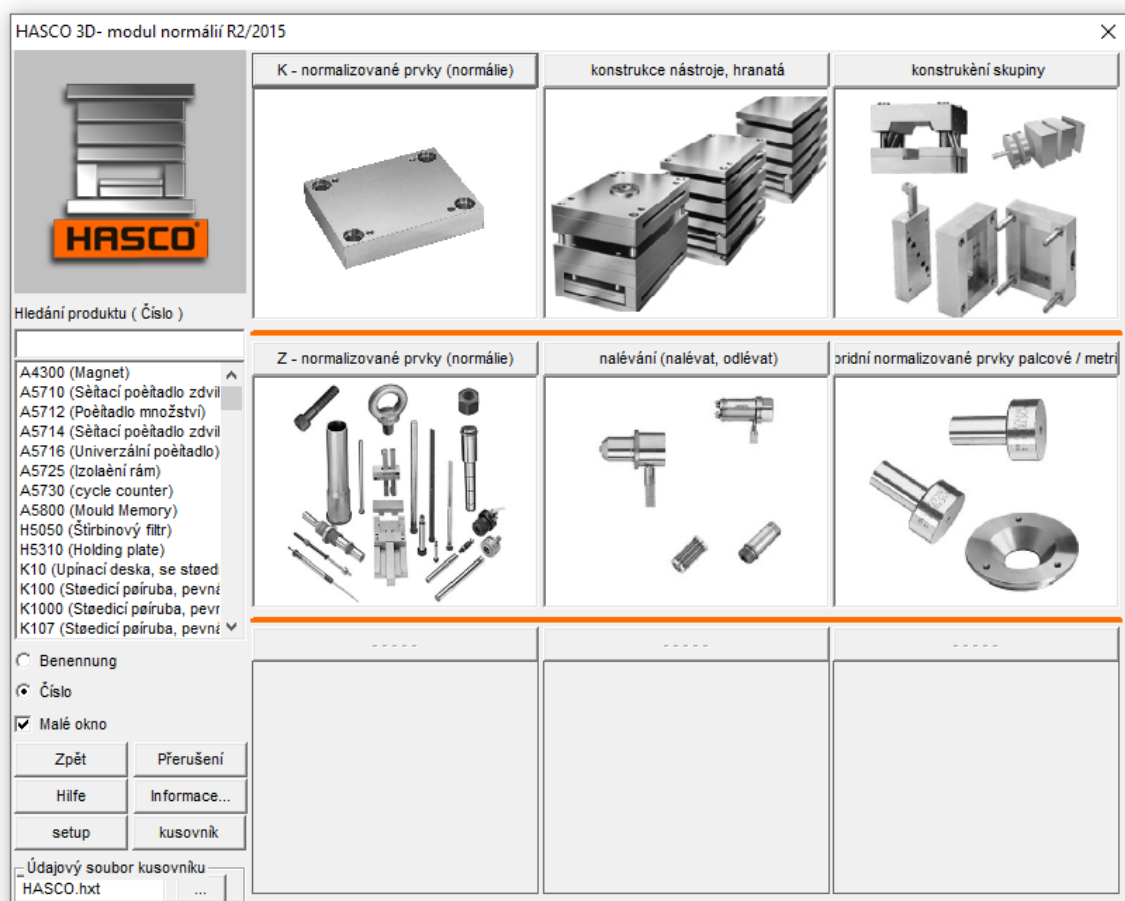 HASCO 3D- modul normálií R2/2015
K - normalizované prvky (normálie)
konstrukce nástroje, hranatá
konstrukèní skupiny
HASCO
Hledání produktu ( Číslo )
A4300 (Magnet)
A5710 (Sèítací poèítadlo zdvil
A5712 (Poèítadlo množství)
A5714 (Sèítací poèítadlo zdvil
A5716 (Univerzální poèítadlo)
A5725 (Izolaèní rám)
A5730 (cycle counter)
A5800 (Mould Memory)
H5050 (Štìrbinový filtr)
H5310 (Holding plate)
K10 (Upínací deska, se støedi
K100 (Støedicí pøíruba, pevná
K1000 (Støedicí pøíruba, pevn
K107 (Støedicí pøíruba, pevná
Z - normalizované prvky (normálie)
nalévání (nalévat, odlévat)
oridní normalizované prvky palcové / metri
- - - - -
- - - - -
- - - - -
Benennung
Číslo
Malé okno
Zpět
Přerušení
Hilfe
Informace...
setup
kusovník
Údajový soubor kusovníku
HASCO.hxt
...